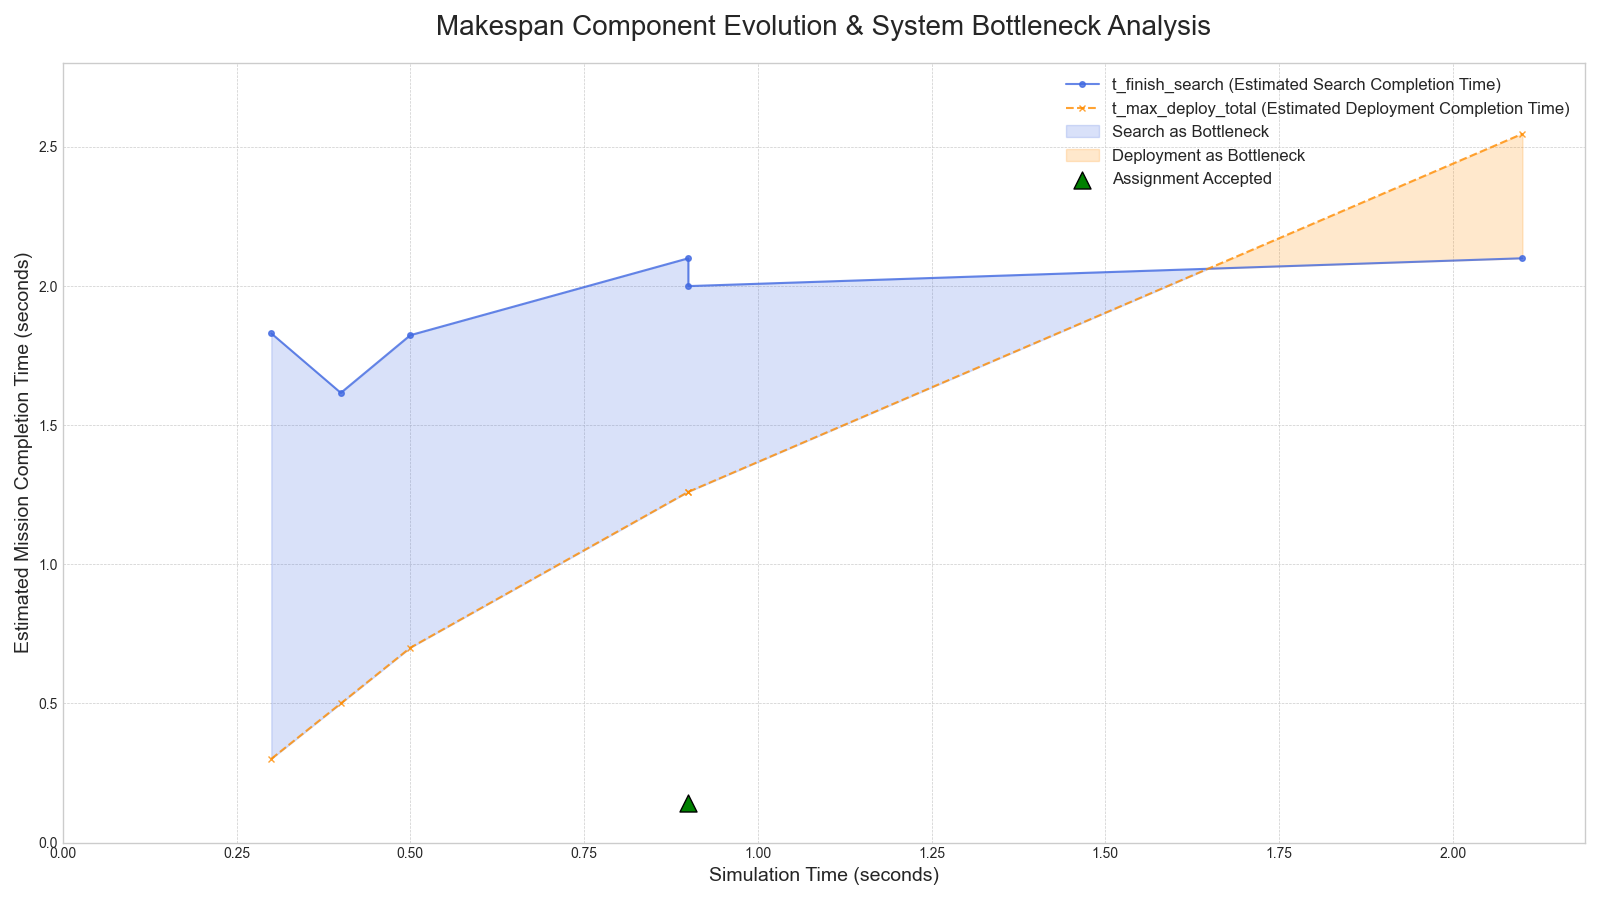 Makespan Component Evolution & System Bottleneck Analysis
t_finish_search (Estimated Search Completion Time)
t_max_deploy_total (Estimated Deployment Completion Time)
Search as Bottleneck
Deployment as Bottleneck
Assignment Accepted
Estimated Mission Completion Time (seconds)
2.5
2.0
1.5
1.0
0.5
0.0
0.00 0.25 0.50 0.75 1.00 1.25 1.50 1.75 2.00
Simulation Time (seconds)